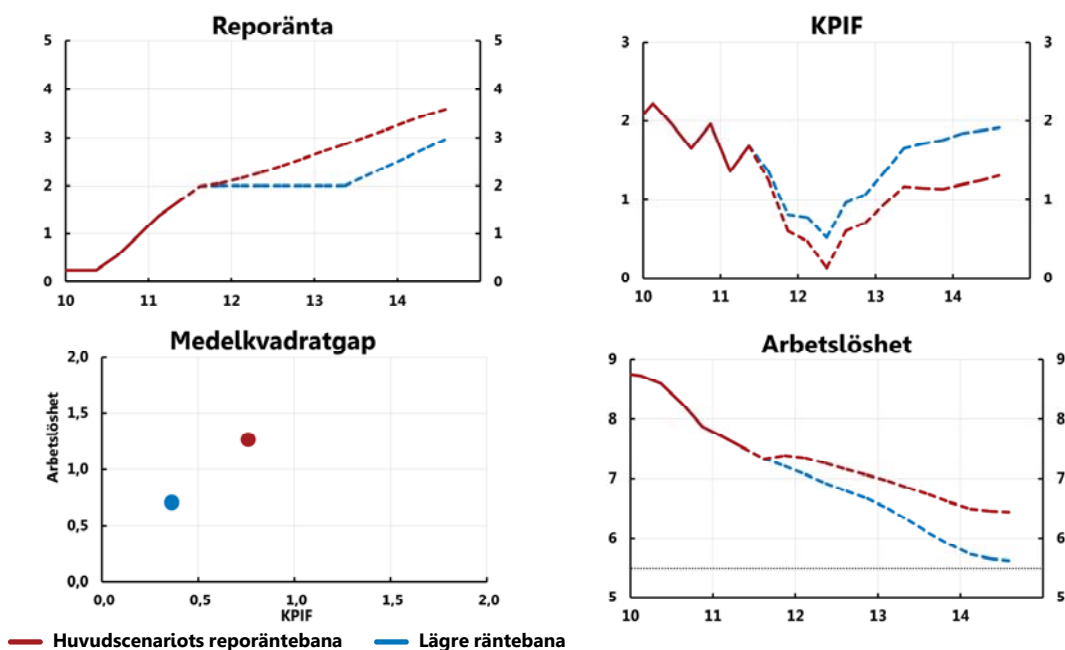 Reporänta
5 5
4 4
3 3
2 2
1 1
0 0
10 11 12 13 14
KPIF
3 3
2 2
1 1
0 0
10 11 12 13 14
Medelkvadratgap
2,0
1,5
1,0
0,5
0,0
Arbetslöshet
0,0 0,5 1,0 1,5 2,0
KPIF
Arbetslöshet
9 9
8 8
7 7
6 6
5 5
10 11 12 13 14
Huvudscenariots reporäntebana Lägre räntebana